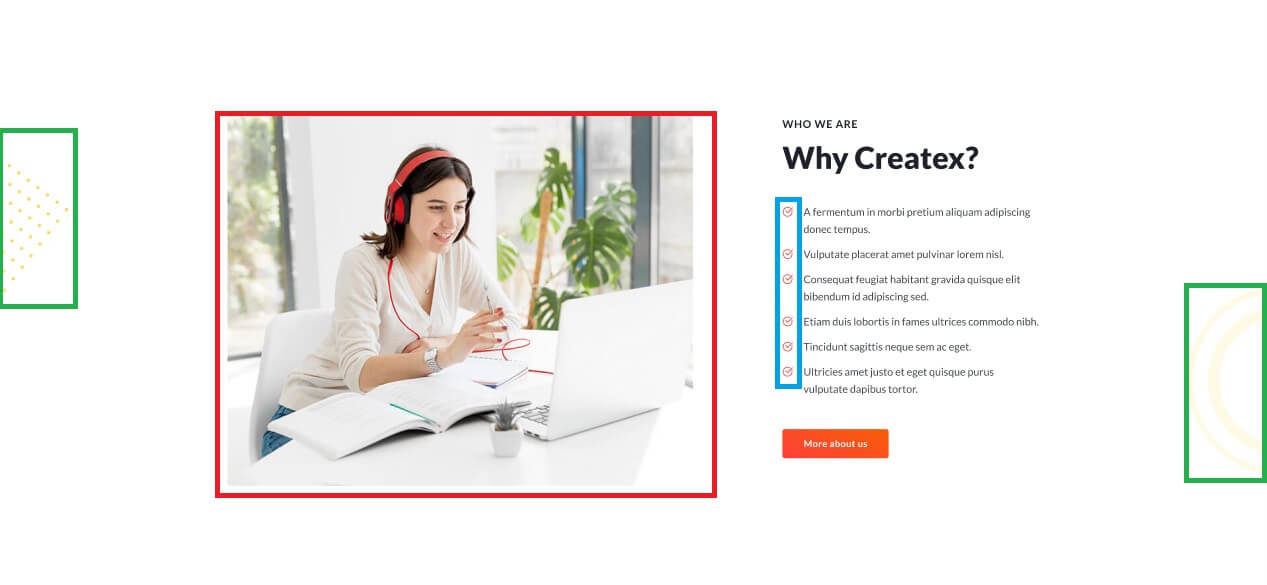 WHO WE ARE
Why Createx?
A fermentum in morbi pretium aliquam adipiscing
donec tempus.
Vulputate placerat amet pulvinar lorem nisl.
Consequat feugiat habitant gravida quisque elit
bibendum id adipiscing sed.
Etiam duis lobortis in fames ultrices commodo nibh.
Tincidunt sagittis neque sem ac eget.
Ultricies amet justo et eget quisque purus
vulputate dapibus tortor.
More about us